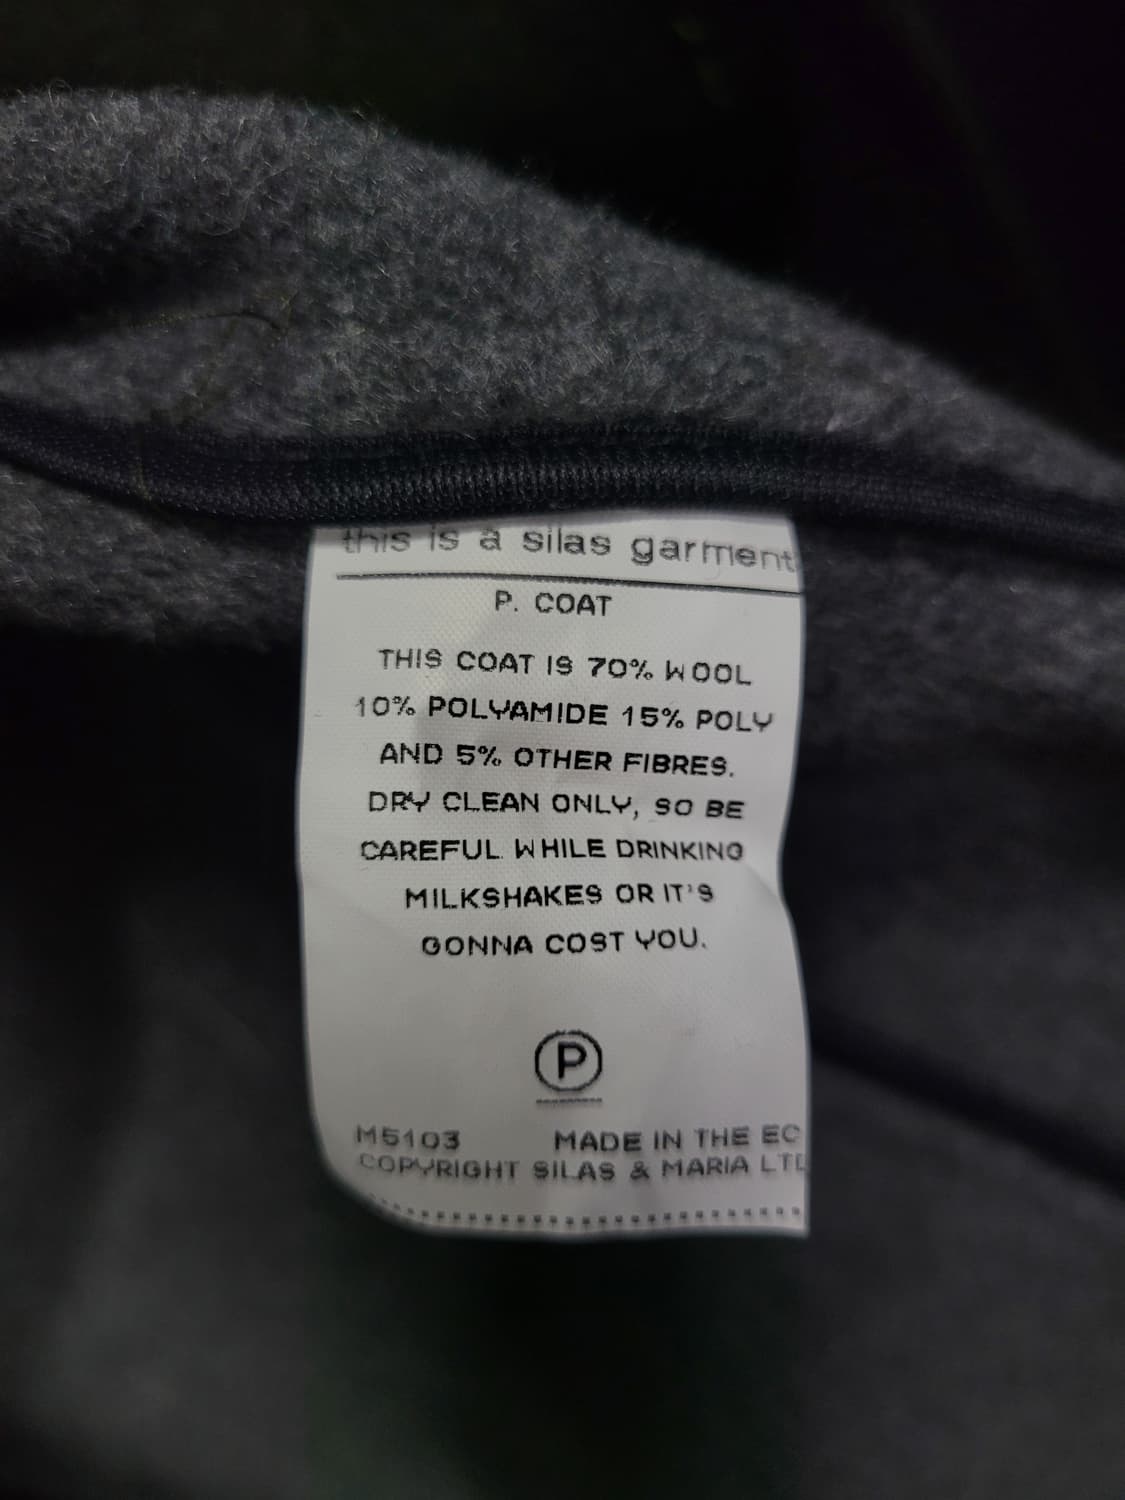 this is a silas garment
P. COAT
THIS COAT IS 70% WOOL
10% POLYAMIDE 15% POLY
AND 5% OTHER FIBRES.
DRY CLEAN ONLY, SO BE
CAREFUL WHILE DRINKING
MILKSHAKES OR IT'S
GONNA COST YOU.
P
M5103 MADE IN THE EC
COPYRIGHT SILAS & MARIA LTD